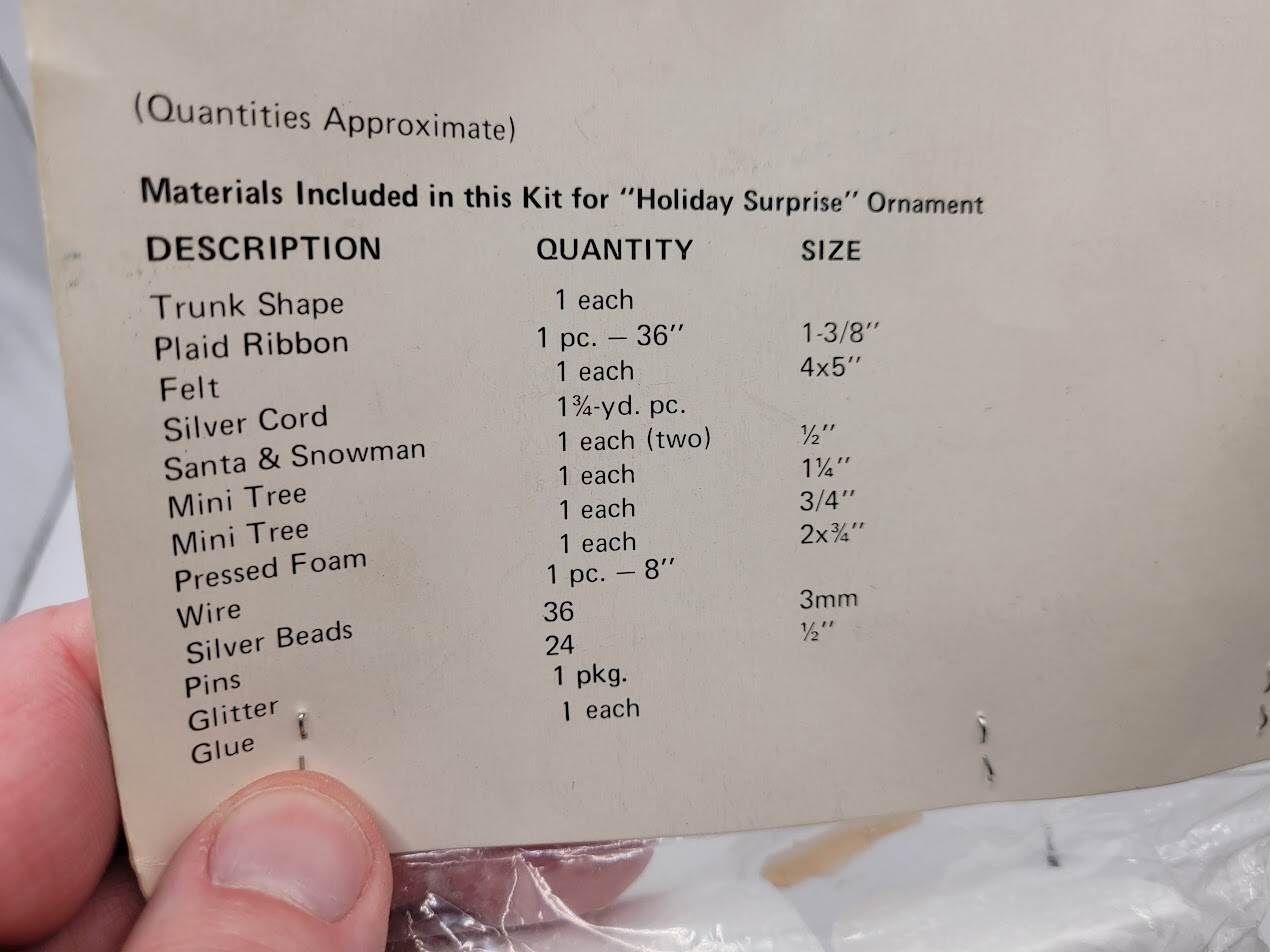 (Quantities Approximate)
Materials Included in this Kit for "Holiday Surprise" Ornament
DESCRIPTION QUANTITY SIZE
Trunk Shape 1 each
Plaid Ribbon 1 pc. — 36" 1-3/8"
Felt 1 each 4x5"
Silver Cord 1¾-yd. pc.
Santa & Snowman 1 each (two) ½"
Mini Tree 1 each 1¼"
Mini Tree 1 each 3/4"
Pressed Foam 1 each 2x¾"
Wire 1 pc. — 8"
Silver Beads 36 3mm
Pins 24 ½"
Glitter 1 pkg.
Glue 1 each